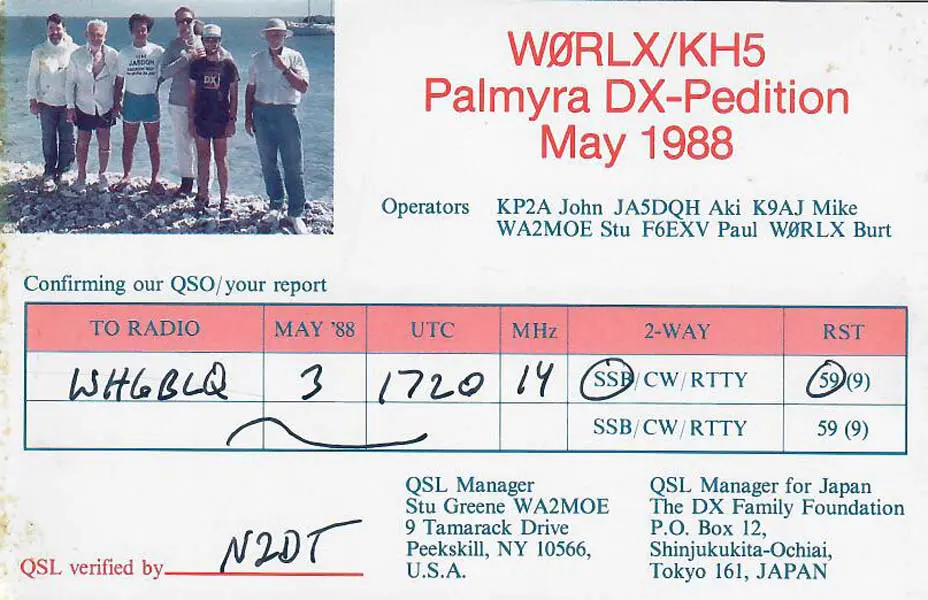 WØRLX/KH5
Palmyra DX-Pedition
May 1988
JA5DQH
DX
Operators KP2A John JA5DQH Aki K9AJ Mike
WA2MOE Stu F6EXV Paul WØRLX Burt
Confirming our QSO/your report
TO RADIO MAY '88 UTC MHz 2-WAY RST
WH6BLQ 3 1720 14 SSB/CW/RTTY 59 (9)
SSB/CW/RTTY 59 (9)
QSL Manager
Stu Greene WA2MOE
9 Tamarack Drive
Peekskill, NY 10566,
U.S.A.
QSL Manager for Japan
The DX Family Foundation
P.O. Box 12,
Shinjukukita-Ochiai,
Tokyo 161, JAPAN
QSL verified by N2DT